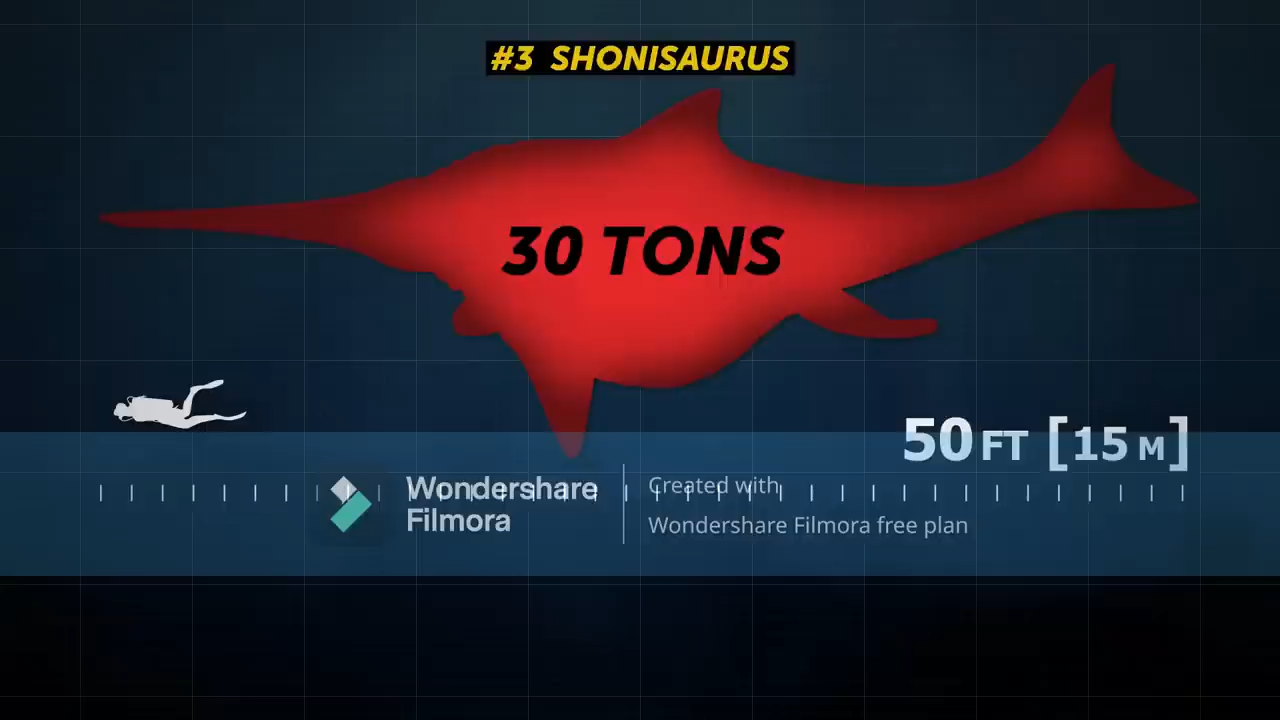 #3 SHONISAURUS
30 TONS
50 FT [15 M]
Wondershare
Filmora
Created with
Wondershare Filmora free plan